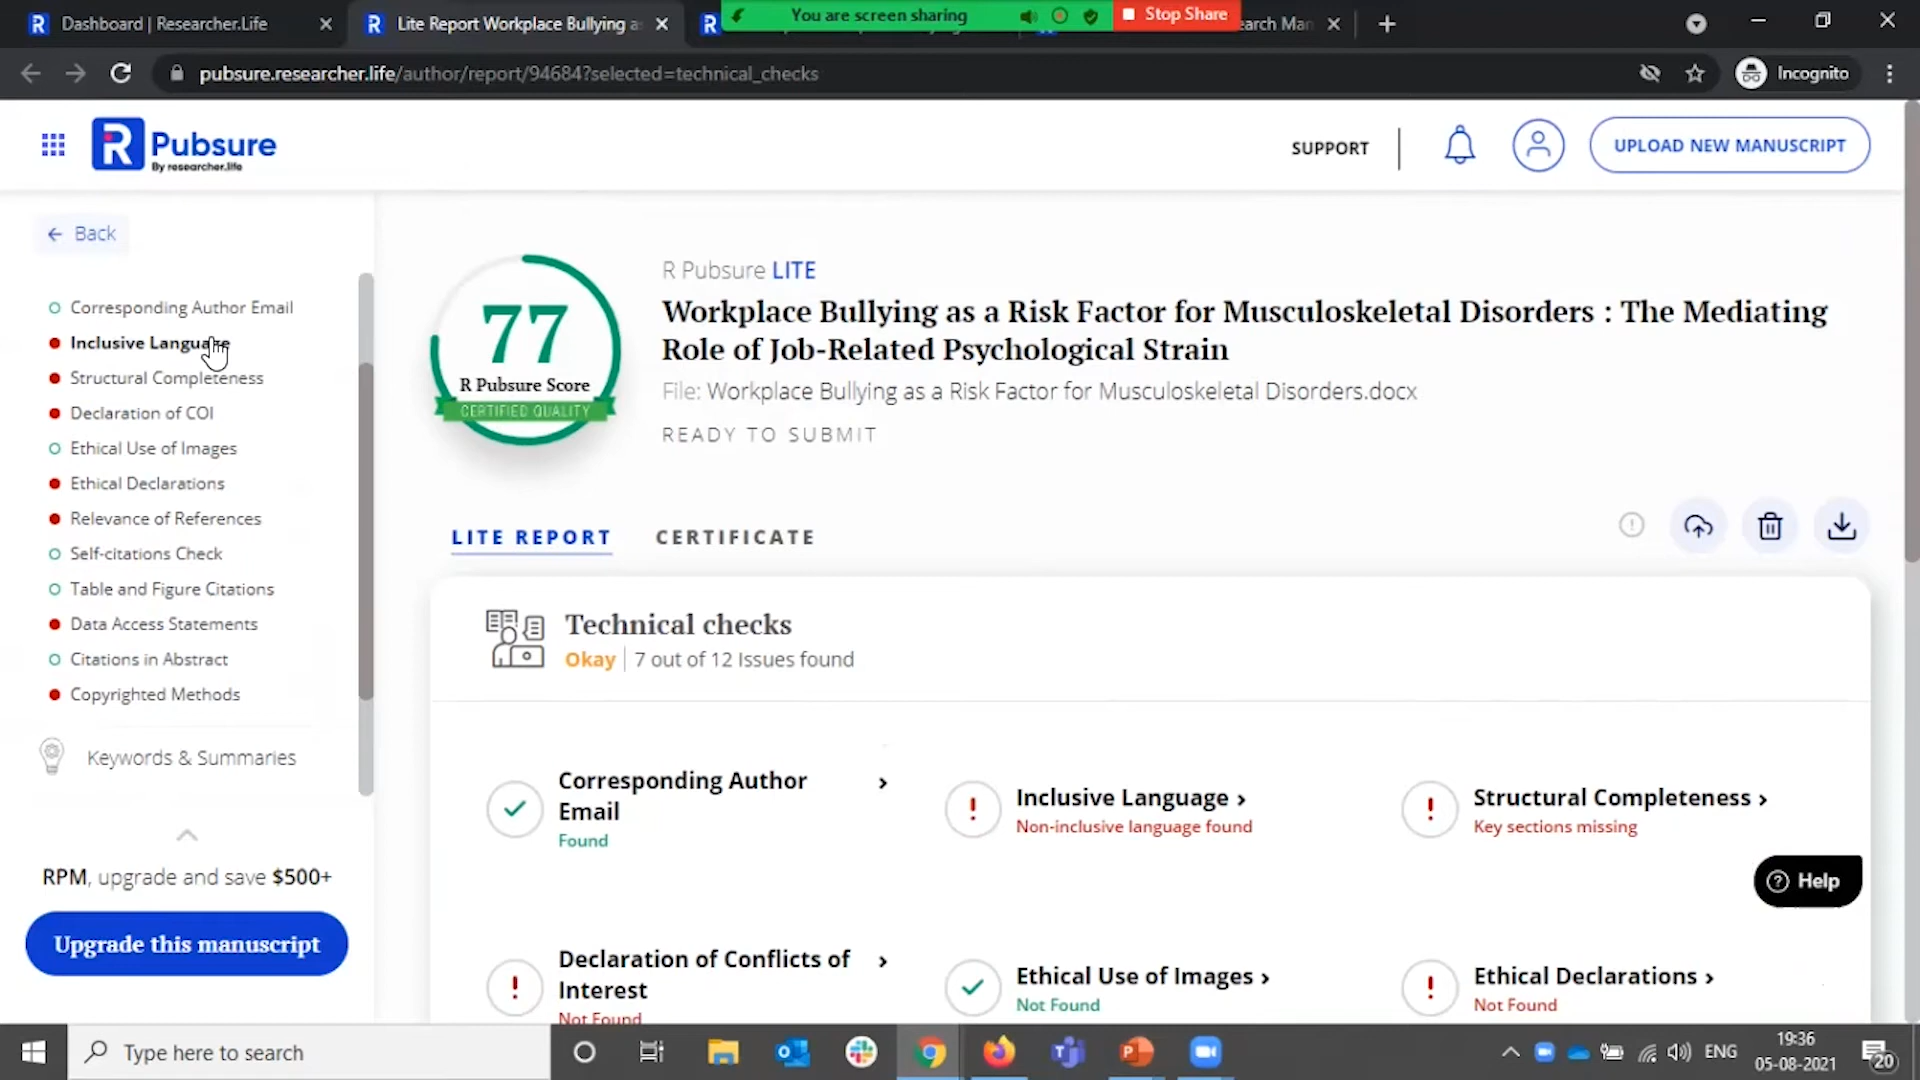 Dashboard | Researcher.Life
Lite Report Workplace Bullying a
You are screen sharing
Stop Share
earch Man
pubsure.researcher.life/author/report/94684?selected=technical_checks
Incognito
R Pubsure
By researcher.life
SUPPORT
UPLOAD NEW MANUSCRIPT
← Back
Corresponding Author Email
Inclusive Language
Structural Completeness
Declaration of COI
Ethical Use of Images
Ethical Declarations
Relevance of References
Self-citations Check
Table and Figure Citations
Data Access Statements
Citations in Abstract
Copyrighted Methods
Keywords & Summaries
RPM, upgrade and save $500+
Upgrade this manuscript
77
R Pubsure Score
CERTIFIED QUALITY
R Pubsure LITE
Workplace Bullying as a Risk Factor for Musculoskeletal Disorders : The Mediating
Role of Job-Related Psychological Strain
File: Workplace Bullying as a Risk Factor for Musculoskeletal Disorders.docx
READY TO SUBMIT
LITE REPORT
CERTIFICATE
Technical checks
Okay | 7 out of 12 Issues found
Corresponding Author
Email
Found
Inclusive Language
Non-inclusive language found
Structural Completeness
Key sections missing
Help
Declaration of Conflicts of
Interest
Not Found
Ethical Use of Images
Not Found
Ethical Declarations
Not Found
Type here to search
ENG
19:36
05-08-2021
20